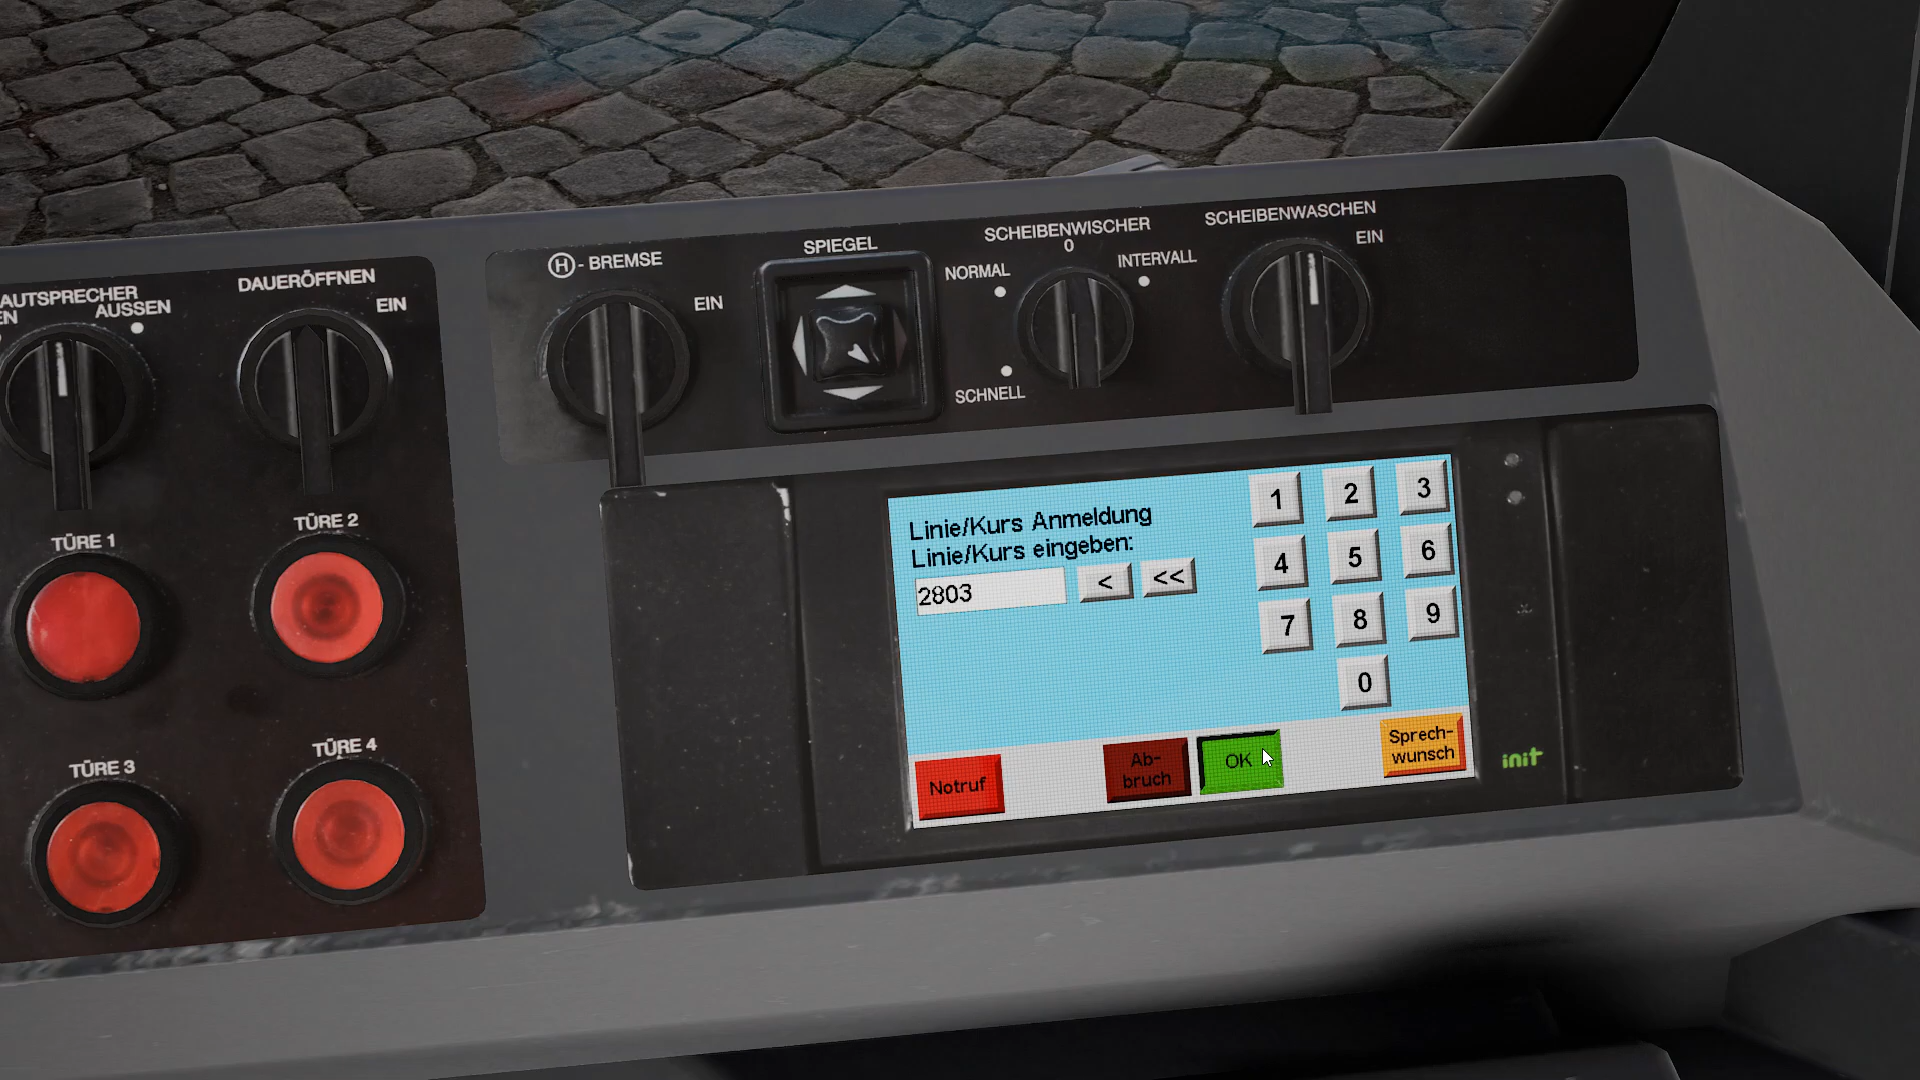 AUTSPRECHER
EN
AUSSEN
DAUERÖFFNEN
EIN
H - BREMSE
EIN
SPIEGEL
SCHEIBENWISCHER
0
NORMAL
INTERVALL
SCHNELL
SCHEIBENWASCHEN
EIN
TÜRE 1
TÜRE 2
TÜRE 3
TÜRE 4
Linie/Kurs Anmeldung
Linie/Kurs eingeben:
2803
<
<<
1 2 3
4 5 6
7 8 9
0
Notruf
Ab-
bruch
OK
Sprech-
wunsch
init